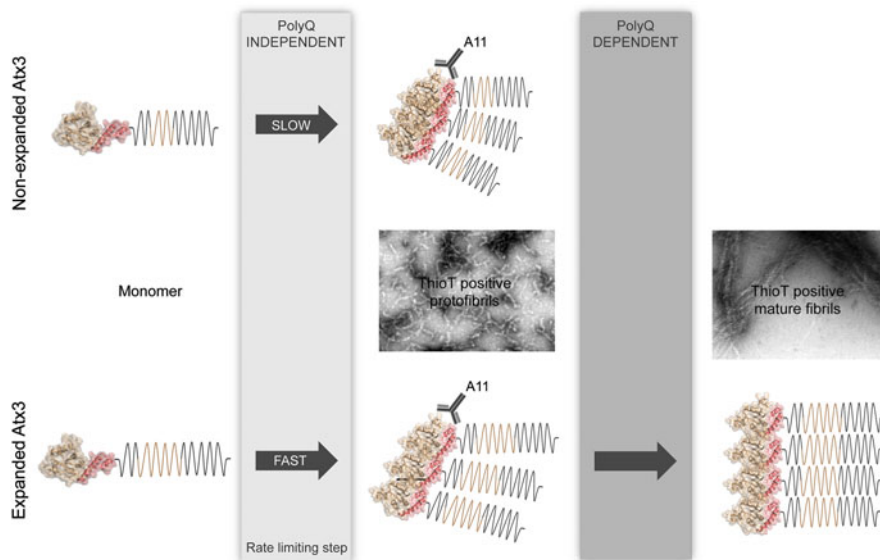 PolyQ
INDEPENDENT
PolyQ
DEPENDENT
Non-expanded Atx3
SLOW
A11
Monomer
ThioT positive
protofibrils
ThioT positive
mature fibrils
Expanded Atx3
FAST
A11
Rate limiting step